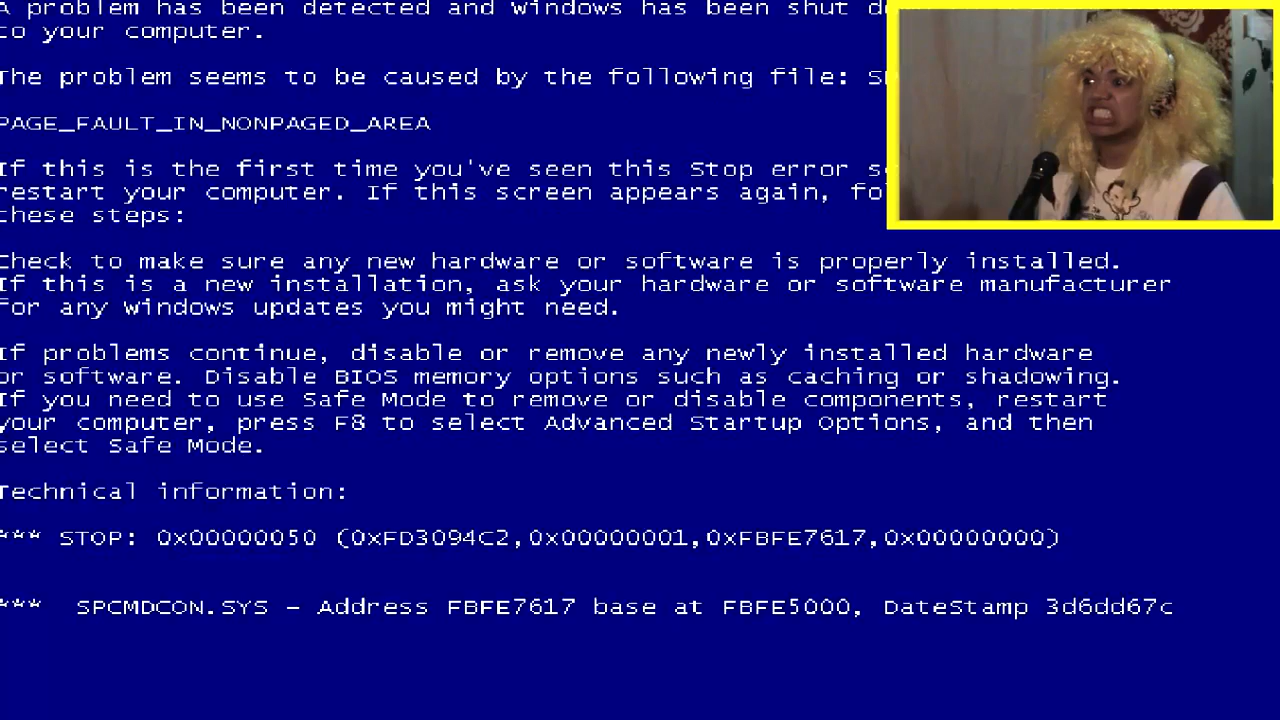 A problem has been detected and windows has been shut
to your computer.
The problem seems to be caused by the following file:
PAGE_FAULT_IN_NONPAGED_AREA
If this is the first time you've seen this Stop error
restart your computer. If this screen appears again,
these steps:
Check to make sure any new hardware or software is properly installed.
If this is a new installation, ask your hardware or software manufacturer
for any windows updates you might need.
If problems continue, disable or remove any newly installed hardware
or software. Disable BIOS memory options such as caching or shadowing.
If you need to use Safe Mode to remove or disable components, restart
your computer, press F8 to select Advanced Startup Options, and then
select Safe Mode.
Technical information:
*** STOP: 0x00000050 (0xFD3094C2,0x00000001,0xFBFE7617,0x00000000)
*** SPCMDCON.SYS - Address FBFE7617 base at FBFE5000, DateStamp 3d6dd67c